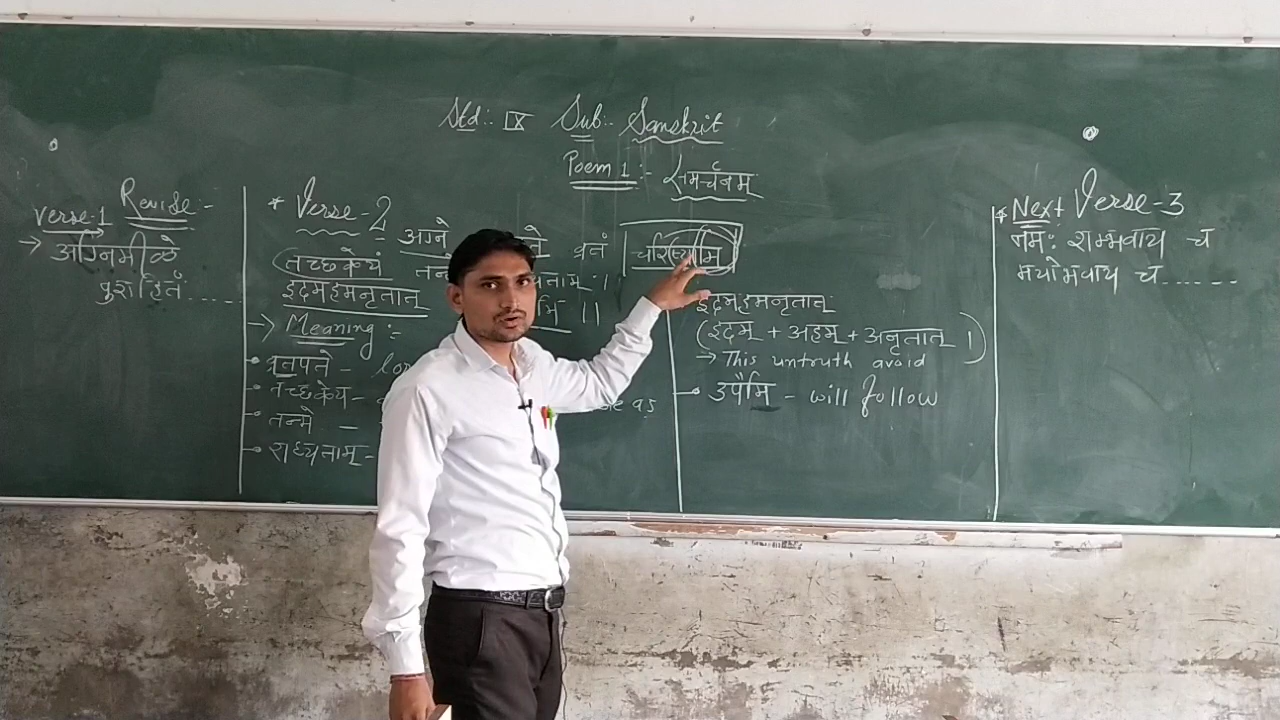 Std:- IX Sub:- Sanskrit
Poem 1:- समर्चनम्
Revise:-
Verse-1
→ अग्निमीळे
पुरोहितं.....
* Verse-2
अग्ने ते व्रतं चरिष्यामि
तच्छकेयं
इदमहमनृतात्
→ Meaning:-
व्रतपते -
तच्छकेयं -
तन्मे -
राध्यताम् -
इदमहमनृतात्
(इदम् + अहम् + अनृतात् ।)
→ This untruth avoid
→ उपैमि - will follow
* Next Verse-3
नमः शम्भवाय च
मयोभवाय च......